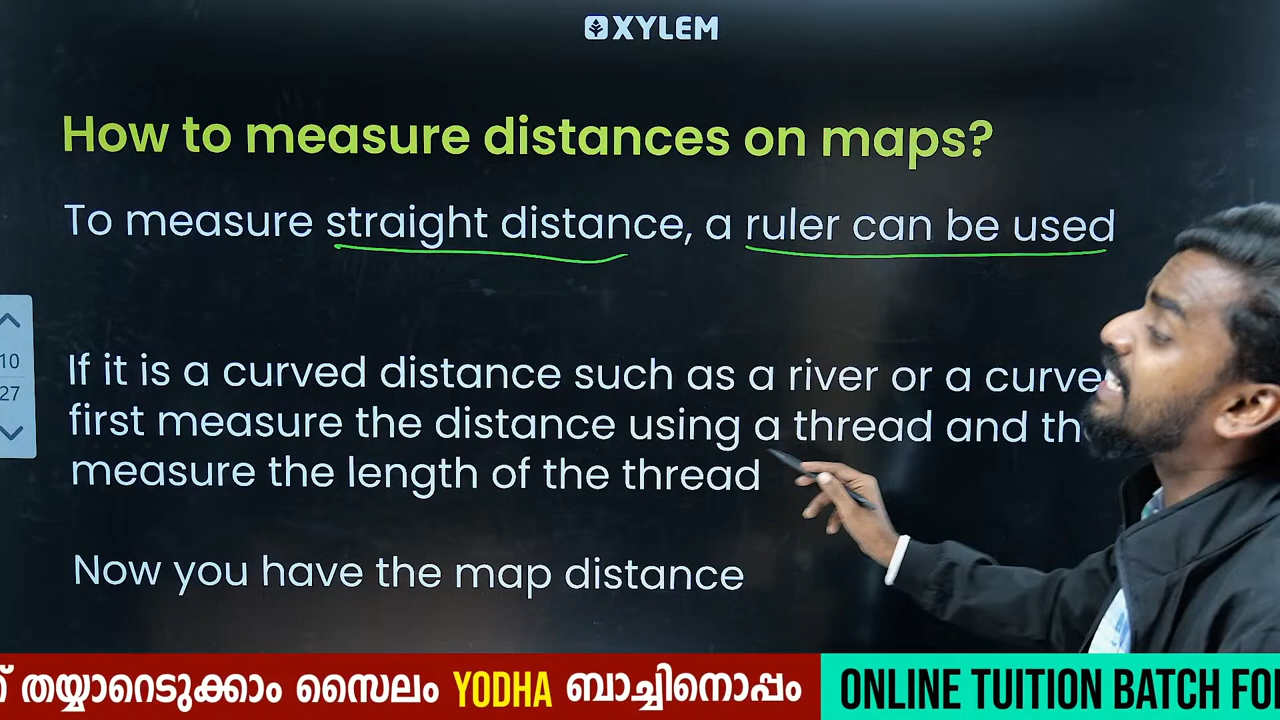 XYLEM
How to measure distances on maps?
To measure straight distance, a ruler can be used
10
27
If it is a curved distance such as a river or a curve
first measure the distance using a thread and
measure the length of the thread
Now you have the map distance
തയ്യാറെടുക്കാം സൈലം YODHA ബാച്ചിനൊപ്പം
ONLINE TUITION BATCH